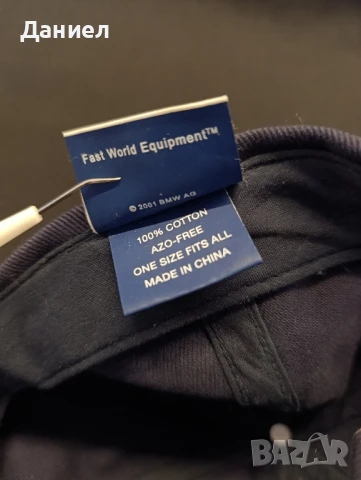 Даниел
Fast World Equipment™
© 2001 BMW AG
100% COTTON
AZO-FREE
ONE SIZE FITS ALL
MADE IN CHINA
BAZAR